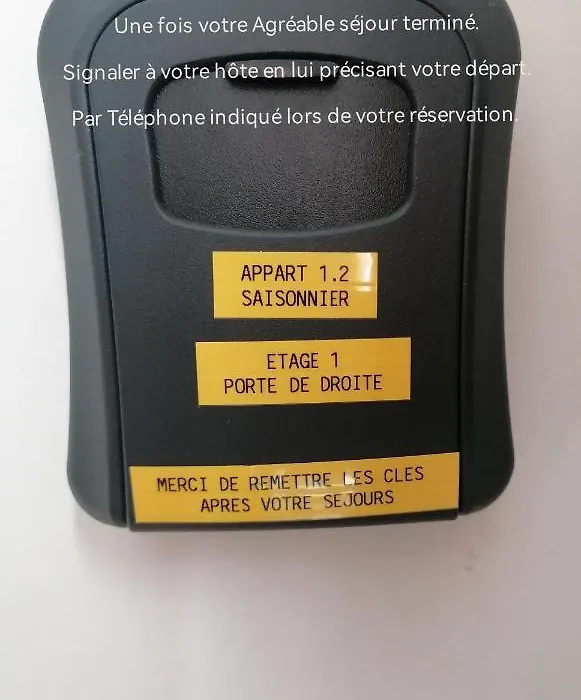 Une fois votre Agréable séjour terminé.
Signaler à votre hôte en lui précisant votre départ.
Par Téléphone indiqué lors de votre réservation.
APPART 1.2
SAISONNIER
ETAGE 1
PORTE DE DROITE
MERCI DE REMETTRE LES CLES
APRES VOTRE SEJOURS